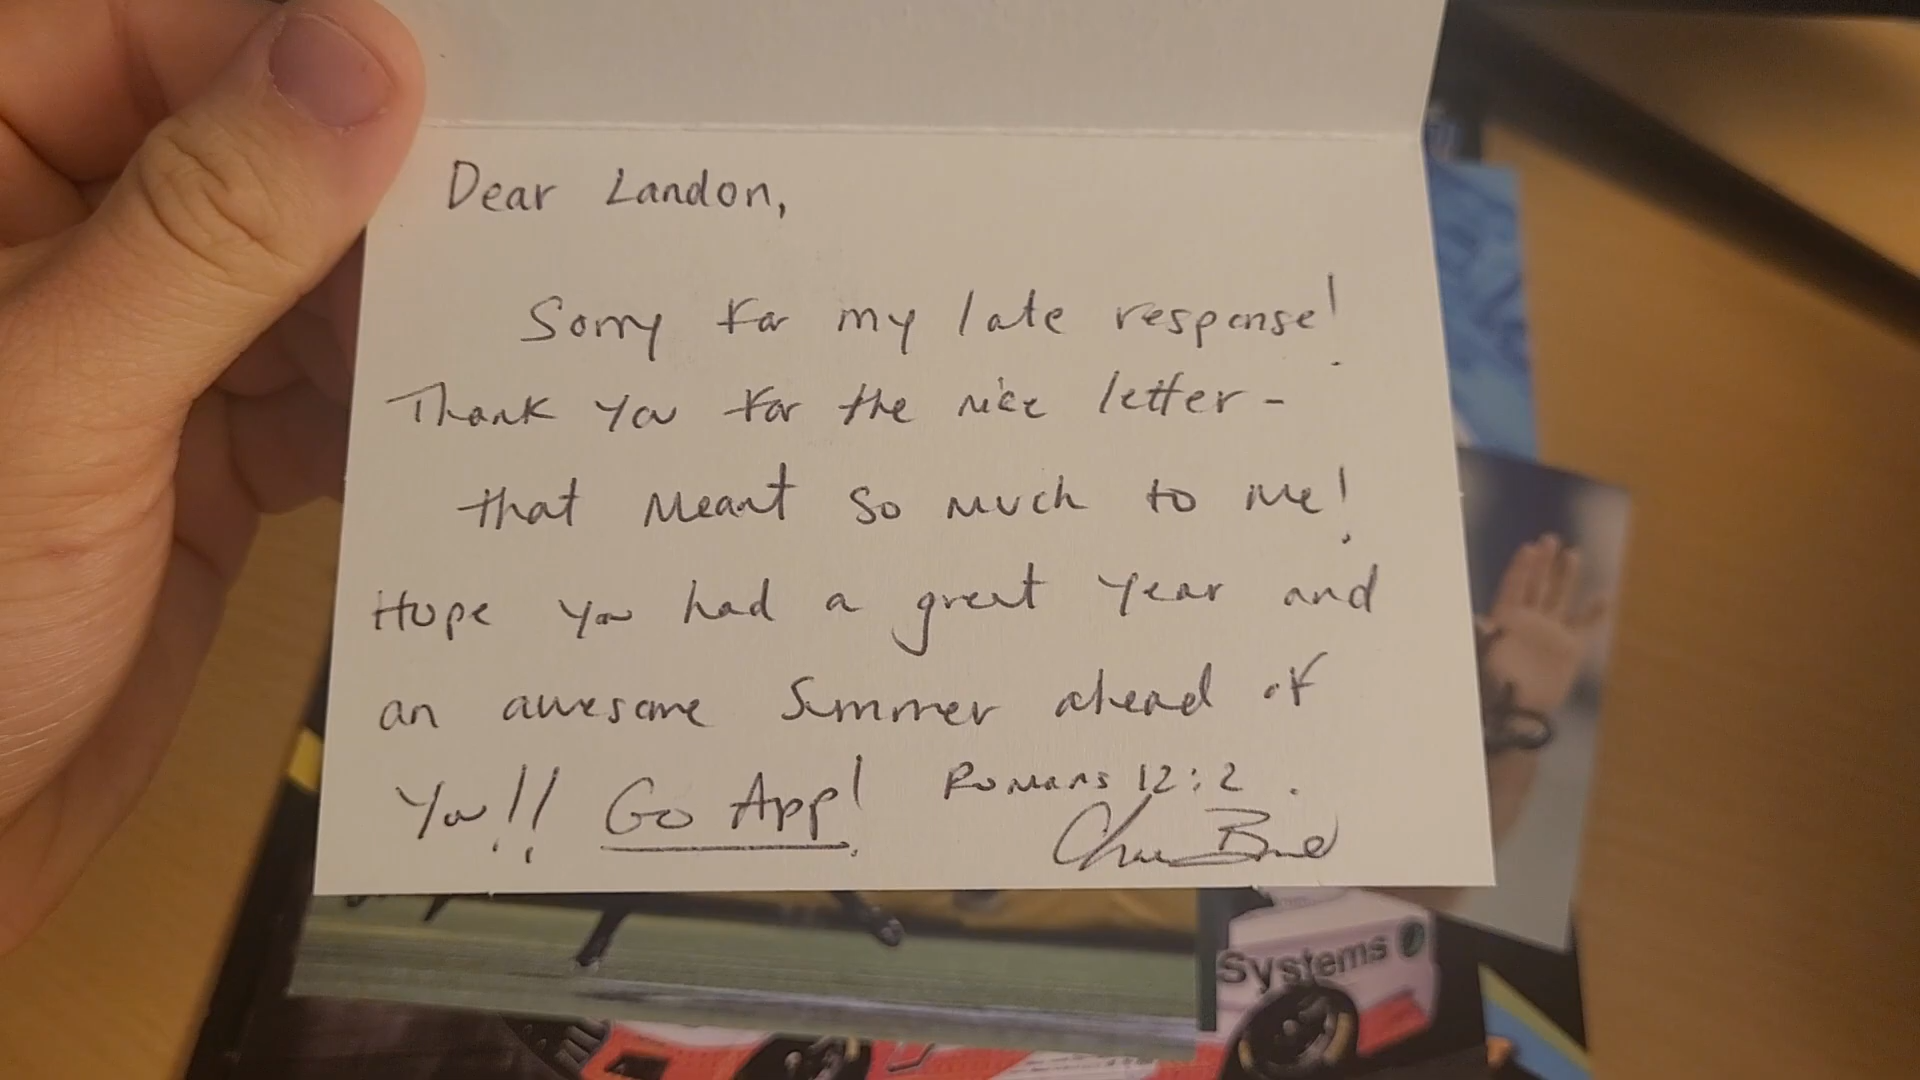 Dear Landon,
Sorry for my late response!
Thank you for the nice letter-
that meant so much to me!
Hope you had a great year and
an awesome summer ahead of
you!! Go App! Romans 12:2.
Systems